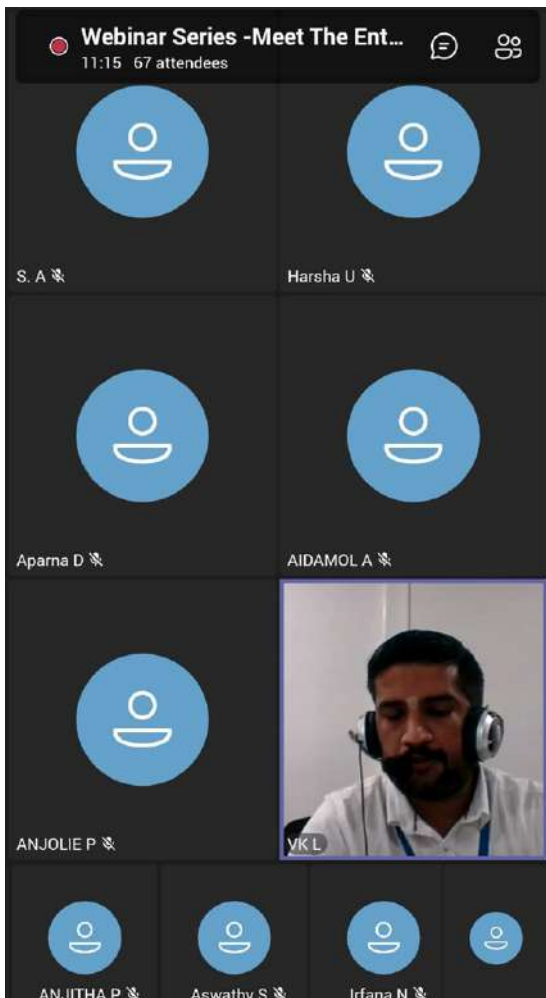 Webinar Series -Meet The Ent...
11:15 67 attendees
S. A
Harsha U
Aparna D
AIDAMOL A
ANJOLIE P
VK L
ANJITHA P
Aswathy S
Irfana N